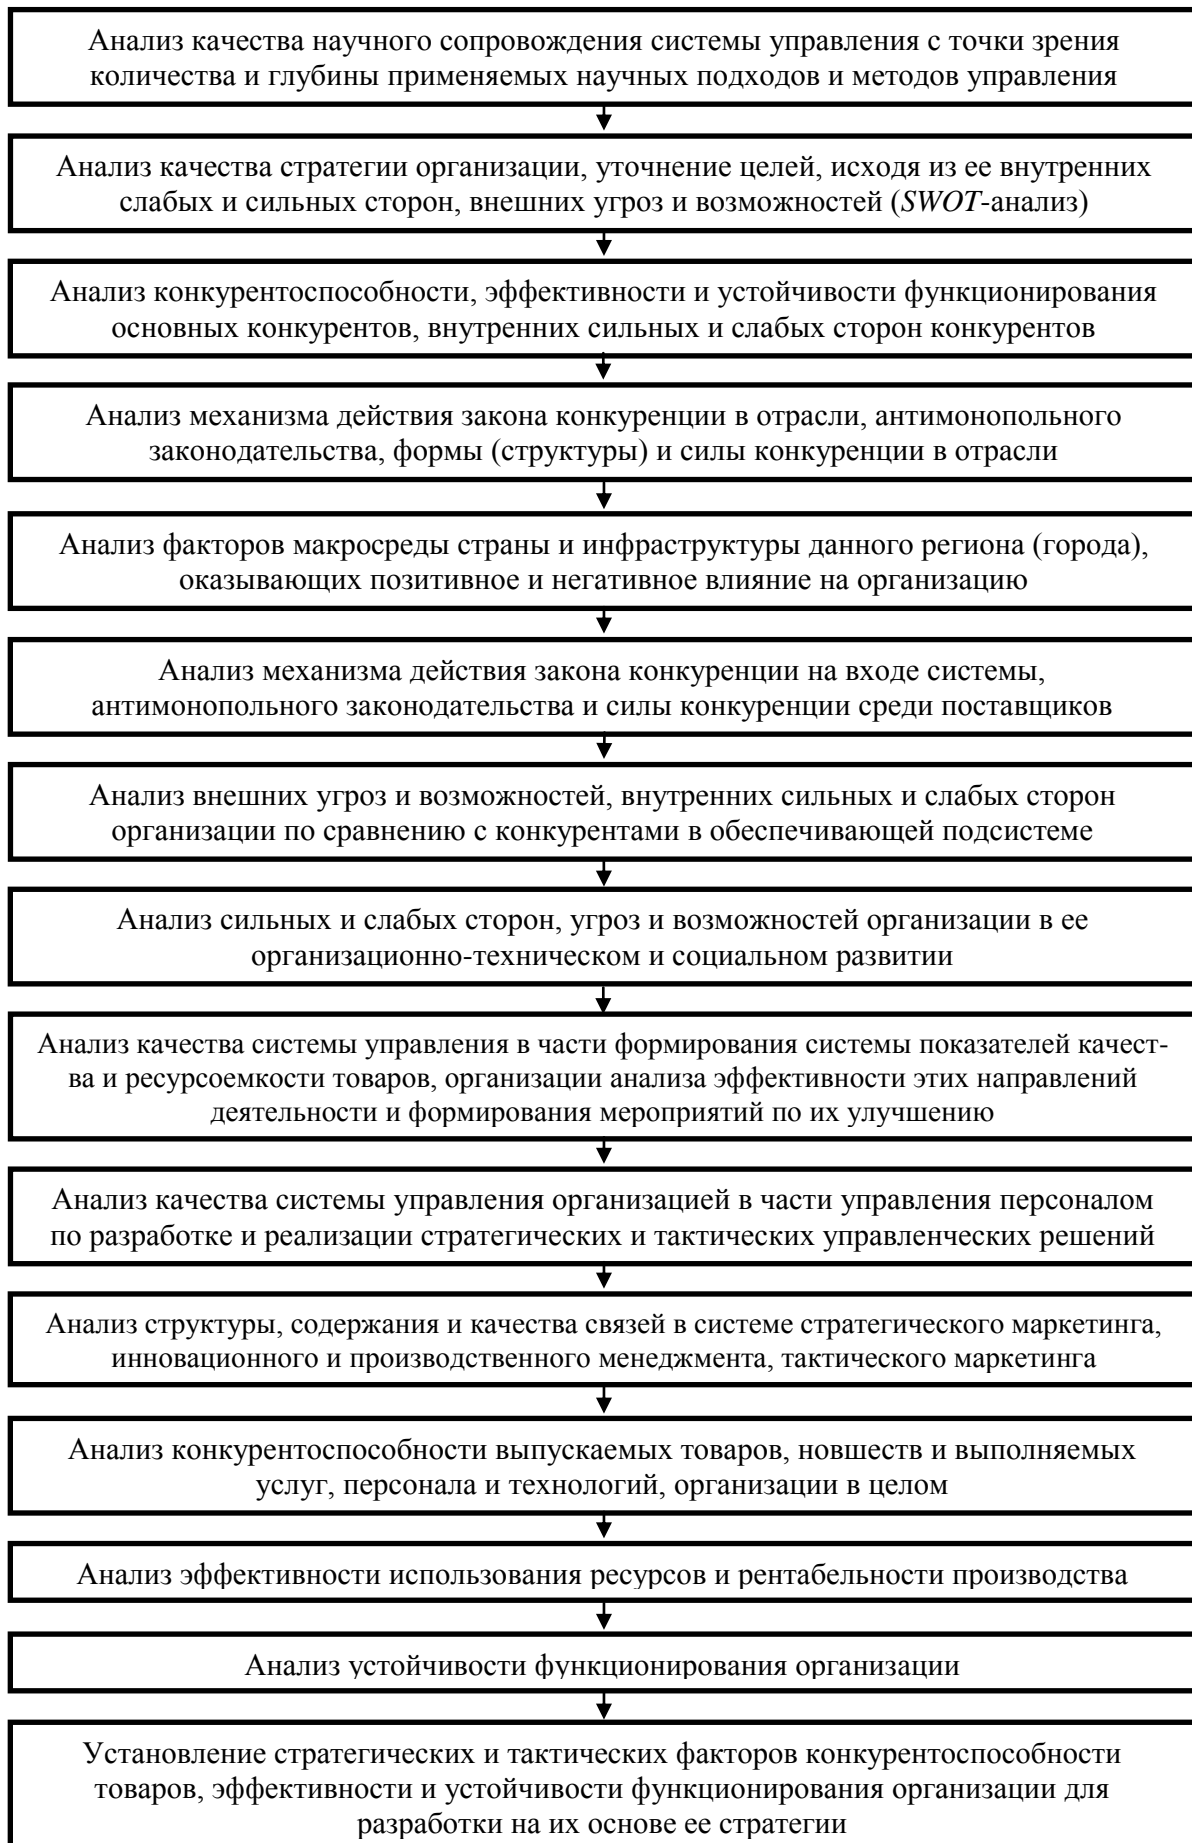 Анализ качества научного сопровождения системы управления с точки зрения
количества и глубины применяемых научных подходов и методов управления
Анализ качества стратегии организации, уточнение целей, исходя из ее внутренних
слабых и сильных сторон, внешних угроз и возможностей (SWOT-анализ)
Анализ конкурентоспособности, эффективности и устойчивости функционирования
основных конкурентов, внутренних сильных и слабых сторон конкурентов
Анализ механизма действия закона конкуренции в отрасли, антимонопольного
законодательства, формы (структуры) и силы конкуренции в отрасли
Анализ факторов макросреды страны и инфраструктуры данного региона (города),
оказывающих позитивное и негативное влияние на организацию
Анализ механизма действия закона конкуренции на входе системы,
антимонопольного законодательства и силы конкуренции среди поставщиков
Анализ внешних угроз и возможностей, внутренних сильных и слабых сторон
организации по сравнению с конкурентами в обеспечивающей подсистеме
Анализ сильных и слабых сторон, угроз и возможностей организации в ее
организационно-техническом и социальном развитии
Анализ качества системы управления в части формирования системы показателей качест-
ва и ресурсоемкости товаров, организации анализа эффективности этих направлений
деятельности и формирования мероприятий по их улучшению
Анализ качества системы управления организацией в части управления персоналом
по разработке и реализации стратегических и тактических управленческих решений
Анализ структуры, содержания и качества связей в системе стратегического маркетинга,
инновационного и производственного менеджмента, тактического маркетинга
Анализ конкурентоспособности выпускаемых товаров, новшеств и выполняемых
услуг, персонала и технологий, организации в целом
Анализ эффективности использования ресурсов и рентабельности производства
Анализ устойчивости функционирования организации
Установление стратегических и тактических факторов конкурентоспособности
товаров, эффективности и устойчивости функционирования организации для
разработки на их основе ее стратегии